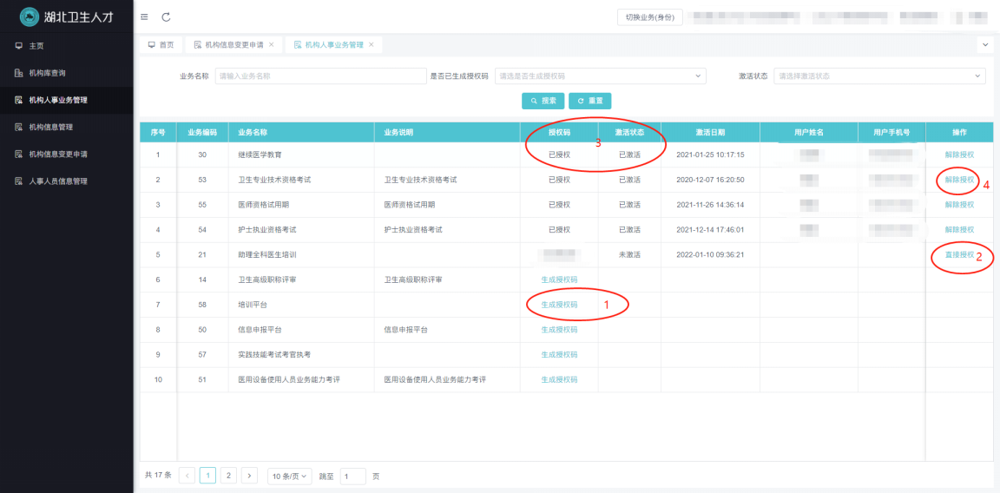 湖北卫生人才
切换业务(身份)
主页
机构库查询
机构人事业务管理
机构信息管理
机构信息变更申请
人事人员信息管理
首页 机构信息变更申请 × 机构人事业务管理 ×
业务名称 请输入业务名称 是否已生成授权码 请选是否生成授权码 激活状态 请选择激活状态
搜索 重置
序号 业务编码 业务名称 业务说明 授权码 3 激活状态 激活日期 用户姓名 用户手机号 操作
1 30 继续医学教育 已授权 已激活 2021-01-25 10:17:15 解除授权
2 53 卫生专业技术资格考试 卫生专业技术资格考试 已授权 已激活 2020-12-07 16:20:50 解除授权 4
3 55 医师资格试用期 医师资格试用期 已授权 已激活 2021-11-26 14:36:14 解除授权
4 54 护士执业资格考试 护士执业资格考试 已授权 已激活 2021-12-14 17:46:01 解除授权
5 21 助理全科医生培训 未激活 2022-01-10 09:36:21 直接授权 2
6 14 卫生高级职称评审 卫生高级职称评审 生成授权码
7 58 培训平台 生成授权码 1
8 50 信息申报平台 信息申报平台 生成授权码
9 57 实践技能考试考官执考 生成授权码
10 51 医用设备使用人员业务能力考评 医用设备使用人员业务能力考评 生成授权码
共 17 条 < 1 2 > 10 条/页 跳至 1 页